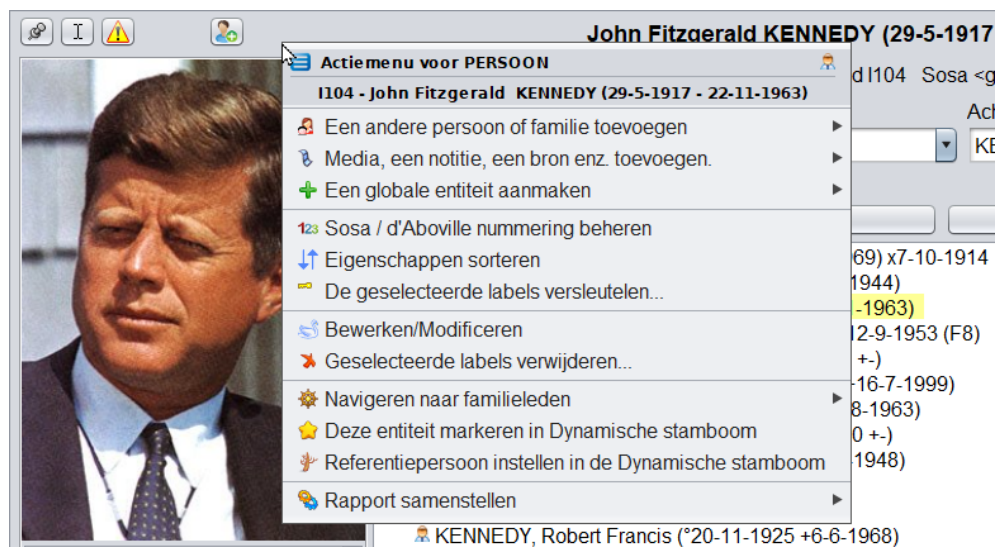 John Fitzgerald KENNEDY (29-5-1917
Actiemenu voor PERSOON
I104 - John Fitzgerald KENNEDY (29-5-1917 - 22-11-1963)
d I104 Sosa <g
Een andere persoon of familie toevoegen
Media, een notitie, een bron enz. toevoegen.
KE
Een globale entiteit aanmaken
123 Sosa / d'Aboville nummering beheren
Eigenschappen sorteren
69) x7-10-1914
De geselecteerde labels versleutelen...
1944)
-1963)
Bewerken/Modificeren
12-9-1953 (F8)
Geselecteerde labels verwijderen...
+-)
Navigeren naar familieleden
16-7-1999)
8-1963)
Deze entiteit markeren in Dynamische stamboom
0 +-)
Referentiepersoon instellen in de Dynamische stamboom
1948)
Rapport samenstellen
KENNEDY, Robert Francis (°20-11-1925 +6-6-1968)